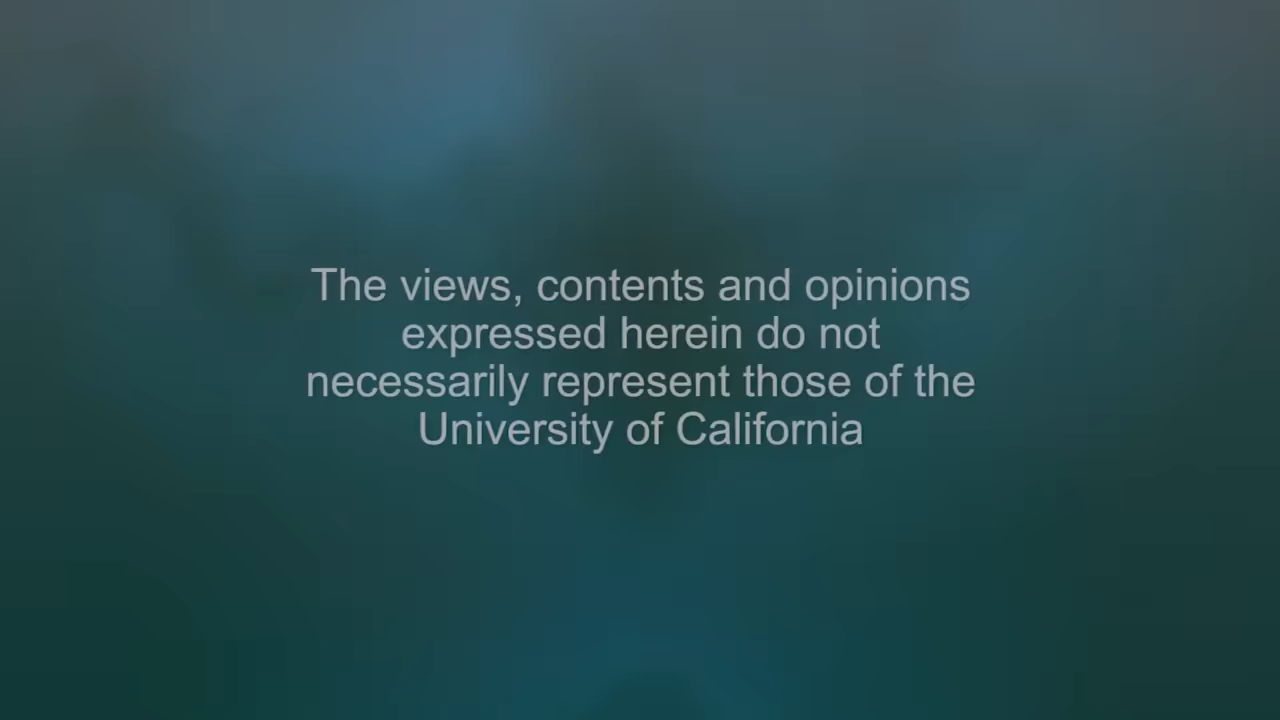 The views, contents and opinions
expressed herein do not
necessarily represent those of the
University of California